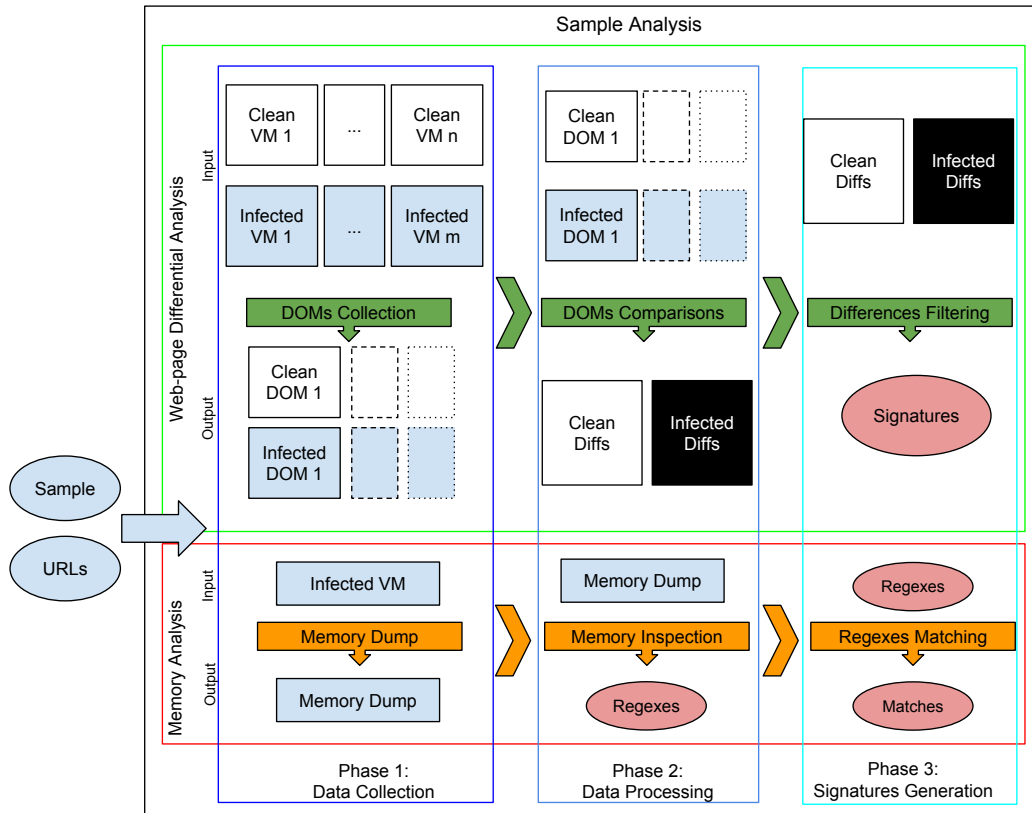 Sample Analysis
Web-page Differential Analysis
Input
Output
Clean
VM 1
...
Clean
VM n
Infected
VM 1
...
Infected
VM m
DOMs Collection
Clean
DOM 1
Infected
DOM 1
Clean
DOM 1
Infected
DOM 1
DOMs Comparisons
Clean
Diffs
Infected
Diffs
Clean
Diffs
Infected
Diffs
Differences Filtering
Signatures
Sample
URLs
Memory Analysis
Input
Output
Infected VM
Memory Dump
Memory Dump
Memory Dump
Memory Inspection
Regexes
Regexes
Regexes Matching
Matches
Phase 1:
Data Collection
Phase 2:
Data Processing
Phase 3:
Signatures Generation